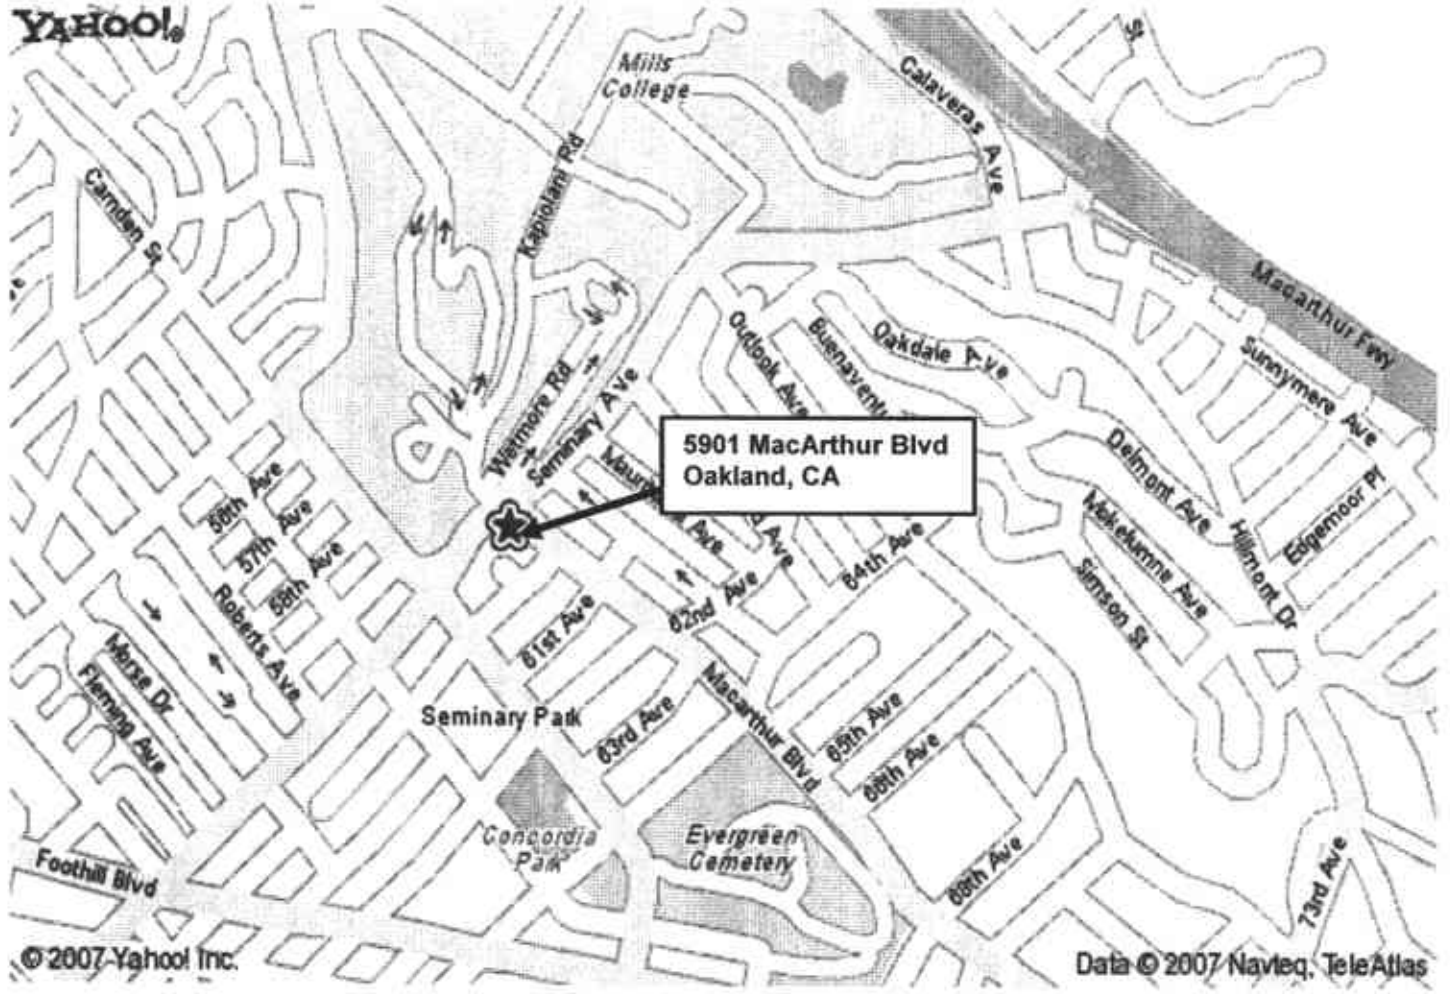 YAHOO!®
St
Mills
College
Calaveras Ave
Kapiolani Rd
Camden St
Macarthur Fwy
Outlook Ave
Buenavent
Oakdale Ave
Sunnymere Ave
Wetmore Rd
Seminary Ave
5901 MacArthur Blvd
Oakland, CA
Delmont Ave
56th Ave
57th Ave
58th Ave
Ave
Ave
64th Ave
Mokelumne Ave
Hillmont Dr
Edgemoor Pl
Simson St
Roberts Ave
62nd Ave
61st Ave
Morse Dr
Fleming Ave
Seminary Park
63rd Ave
Macarthur Blvd
65th Ave
66th Ave
Concordia
Park
Evergreen
Cemetery
Foothill Blvd
68th Ave
73rd Ave
© 2007 Yahoo! Inc.
Data © 2007 Navteq, TeleAtlas